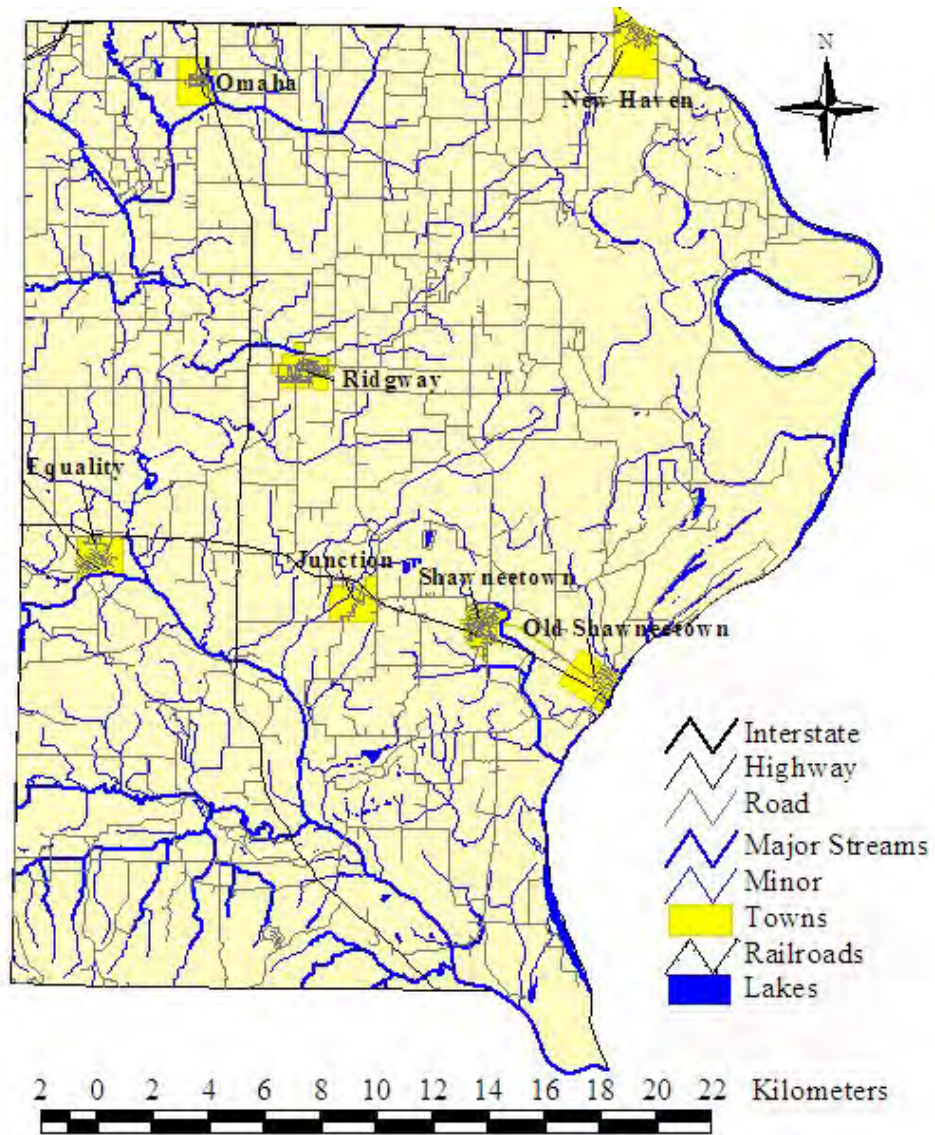 N
Omaha
New Haven
Ridgway
Equality
Junction
Shawneetown
Old Shawneetown
Interstate
Highway
Road
Major Streams
Minor
Towns
Railroads
Lakes
2 0 2 4 6 8 10 12 14 16 18 20 22 Kilometers